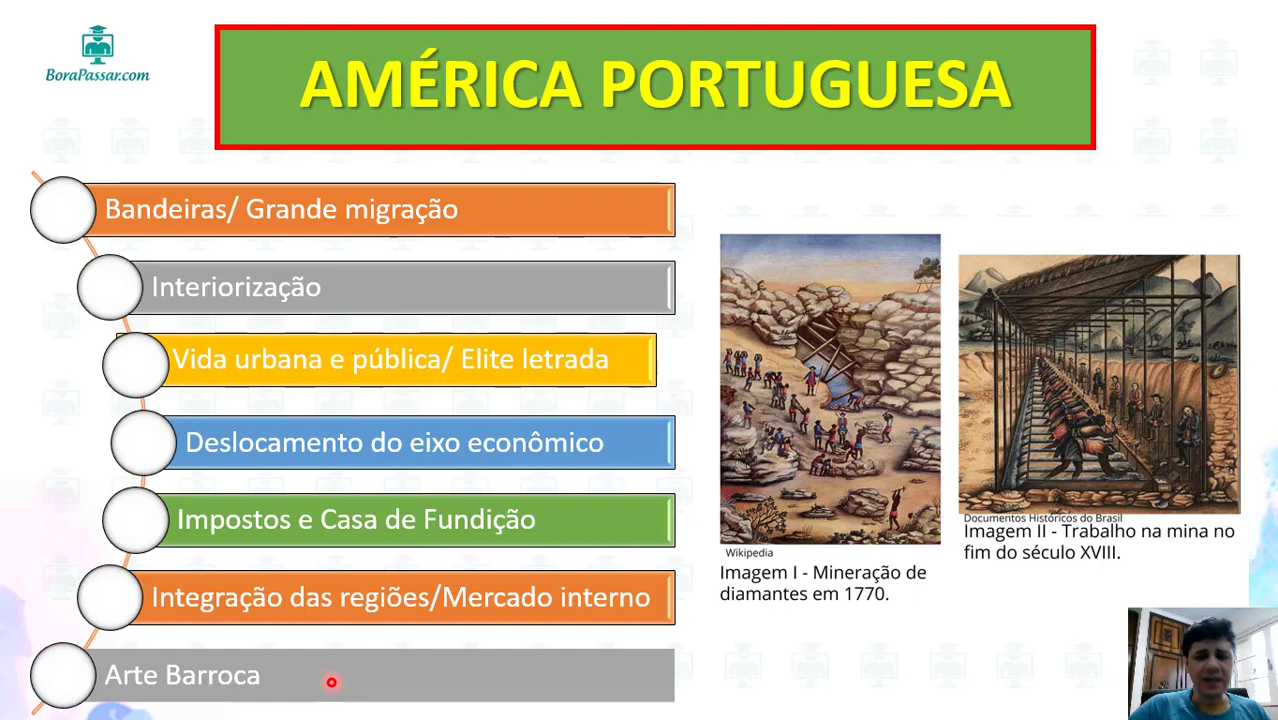 BoraPassar.com
AMÉRICA PORTUGUESA
Bandeiras/ Grande migração
Interiorização
Vida urbana e pública/ Elite letrada
Deslocamento do eixo econômico
Impostos e Casa de Fundição
Integração das regiões/Mercado interno
Arte Barroca
Wikipedia
Imagem I - Mineração de
diamantes em 1770.
Documentos Históricos do Brasil
Imagem II - Trabalho na mina no
fim do século XVIII.